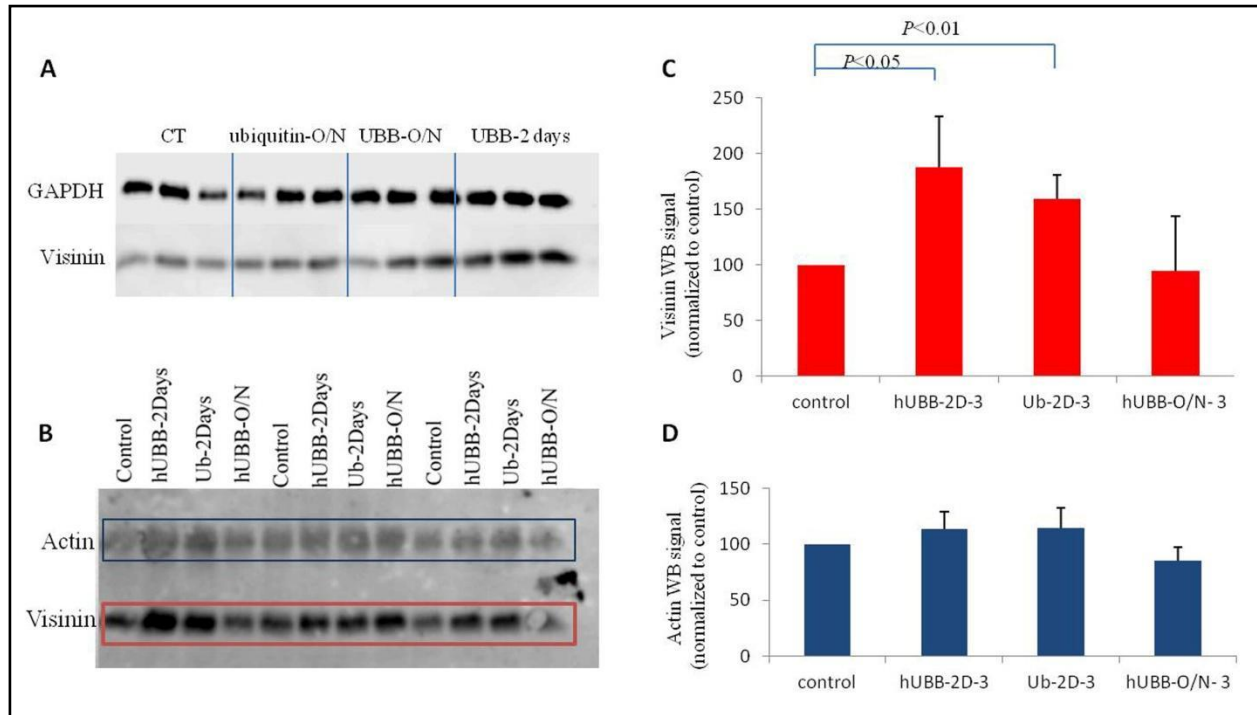 A
CT ubiquitin-O/N UBB-O/N UBB-2 days
GAPDH
Visinin
B
Control
hUBB-2Days
Ub-2Days
hUBB-O/N
Control
hUBB-2Days
Ub-2Days
hUBB-O/N
Control
hUBB-2Days
Ub-2Days
hUBB-O/N
Actin
Visinin
C
P<0.01
P<0.05
Visinin WB signal
(normalized to control)
250
200
150
100
50
0
control hUBB-2D-3 Ub-2D-3 hUBB-O/N- 3
D
Actin WB signal
(normalized to control)
150
100
50
0
control hUBB-2D-3 Ub-2D-3 hUBB-O/N- 3